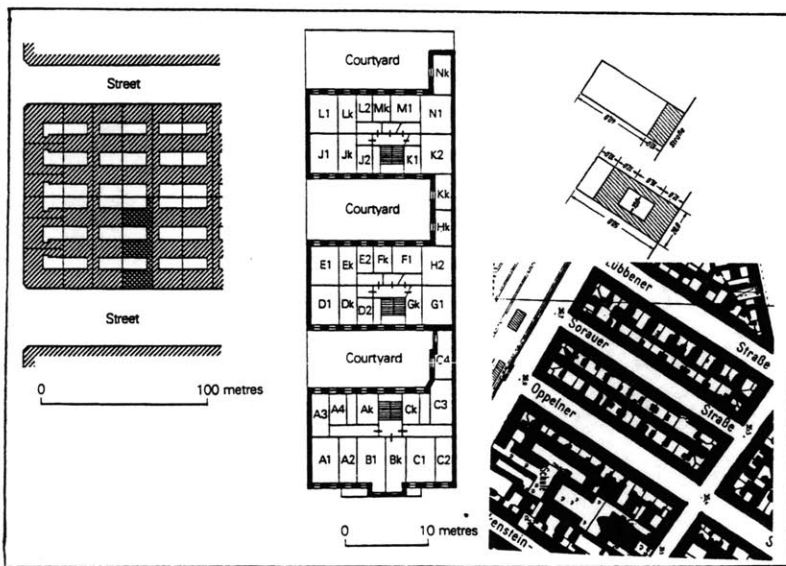 Street
Street
0 100 metres
Courtyard
Nk
L1 Lk L2 Mk M1 N1
J1 Jk J2 K1 K2
Courtyard
Kk
Hk
E1 Ek E2 Fk F1 H2
D1 Dk D2 Gk G1
Courtyard
C4
A3 A4 Ak Ck C3
A1 A2 B1 Bk C1 C2
0 10 metres
Straße
Lübbener
Straße
Sorauer
Straße
Oppelner
Schule